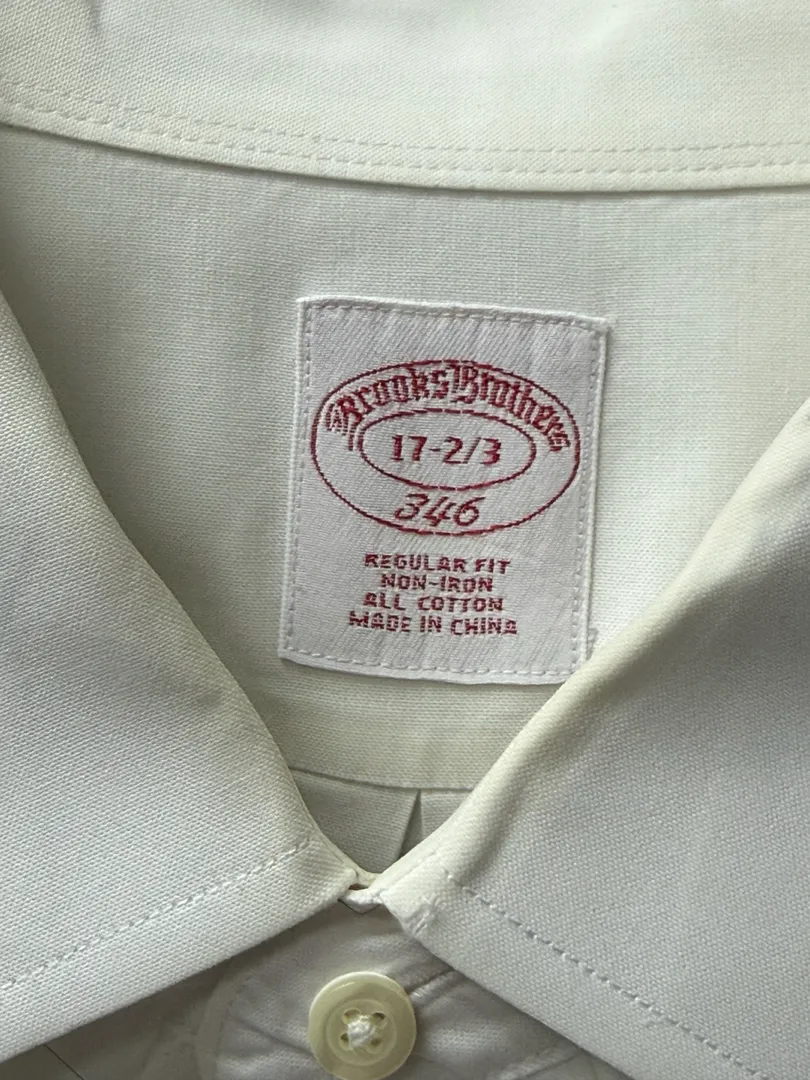 Brooks Brothers
17-2/3
346
REGULAR FIT
NON-IRON
ALL COTTON
MADE IN CHINA